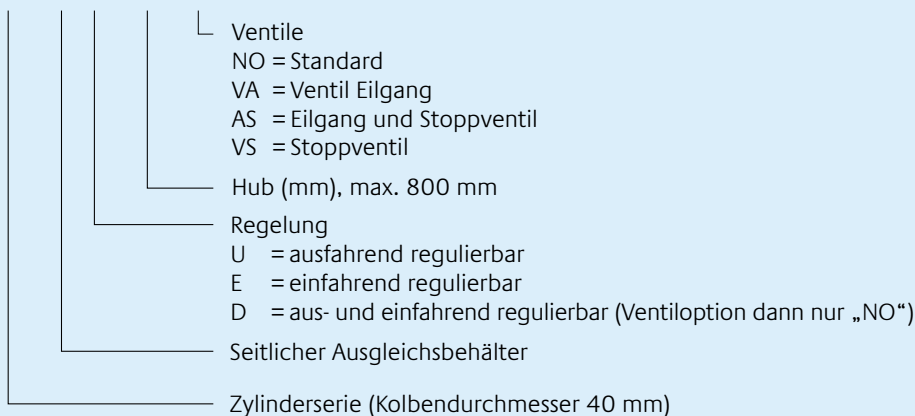 Ventile
NO = Standard
VA = Ventil Eilgang
AS = Eilgang und Stoppventil
VS = Stoppventil
Hub (mm), max. 800 mm
Regelung
U = ausfahrend regulierbar
E = einfahrend regulierbar
D = aus- und einfahrend regulierbar (Ventiloption dann nur „NO“)
Seitlicher Ausgleichsbehälter
Zylinderserie (Kolbendurchmesser 40 mm)